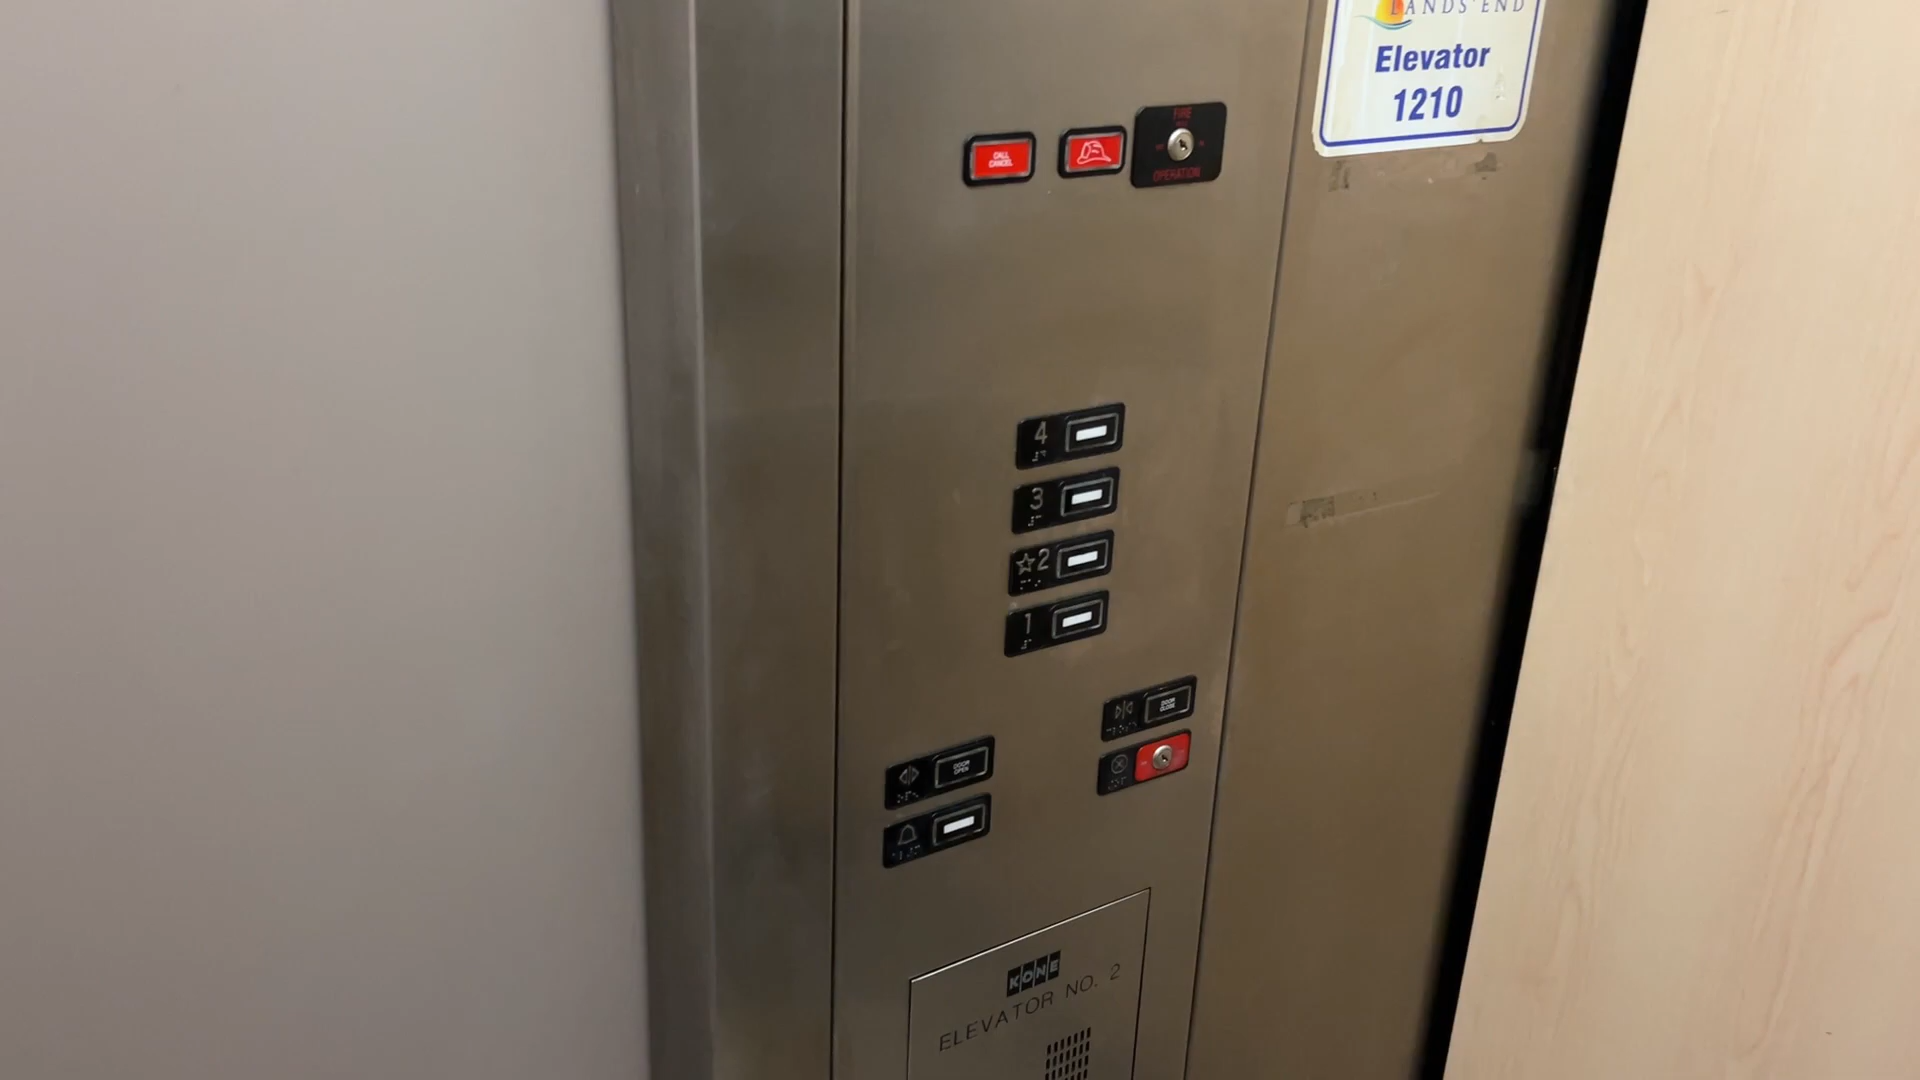 LANDS' END
Elevator
1210
CALL
CANCEL
FIRE
OPERATION
4
3
☆2
1
DOOR
CLOSE
DOOR
OPEN
KONE
ELEVATOR NO. 2